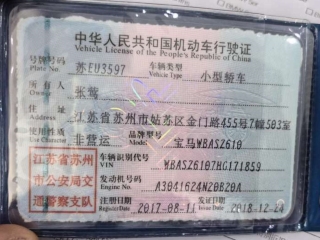 中华人民共和国机动车行驶证
Vehicle License of the People's Republic of China
号牌号码 苏EU3597 车辆类型 小型轿车
Plate No. Vehicle Type
所有人 张莺
Owner
住址 江苏省苏州市姑苏区金门路455号7幢503室
Address
使用性质 非营运 品牌型号 宝马WBASZ610
Use Character Model
江苏省苏州
市公安局交
通警察支队
车辆识别代号 WBASZ6107HG171859
VIN
发动机号码 A3041624N20B20A
Engine No.
注册日期 2017-08-11 发证日期 2018-12-24
Register Date Issue Date